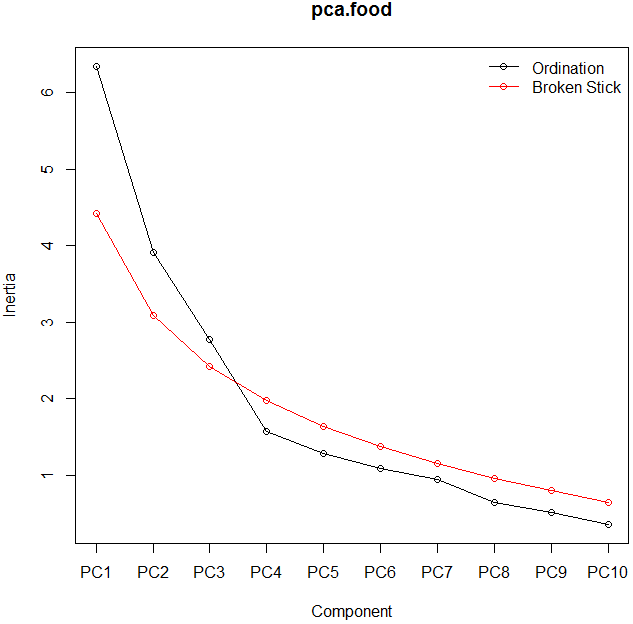 pca.food
Ordination
Broken Stick
Inertia
6
5
4
3
2
1
PC1 PC2 PC3 PC4 PC5 PC6 PC7 PC8 PC9 PC10
Component